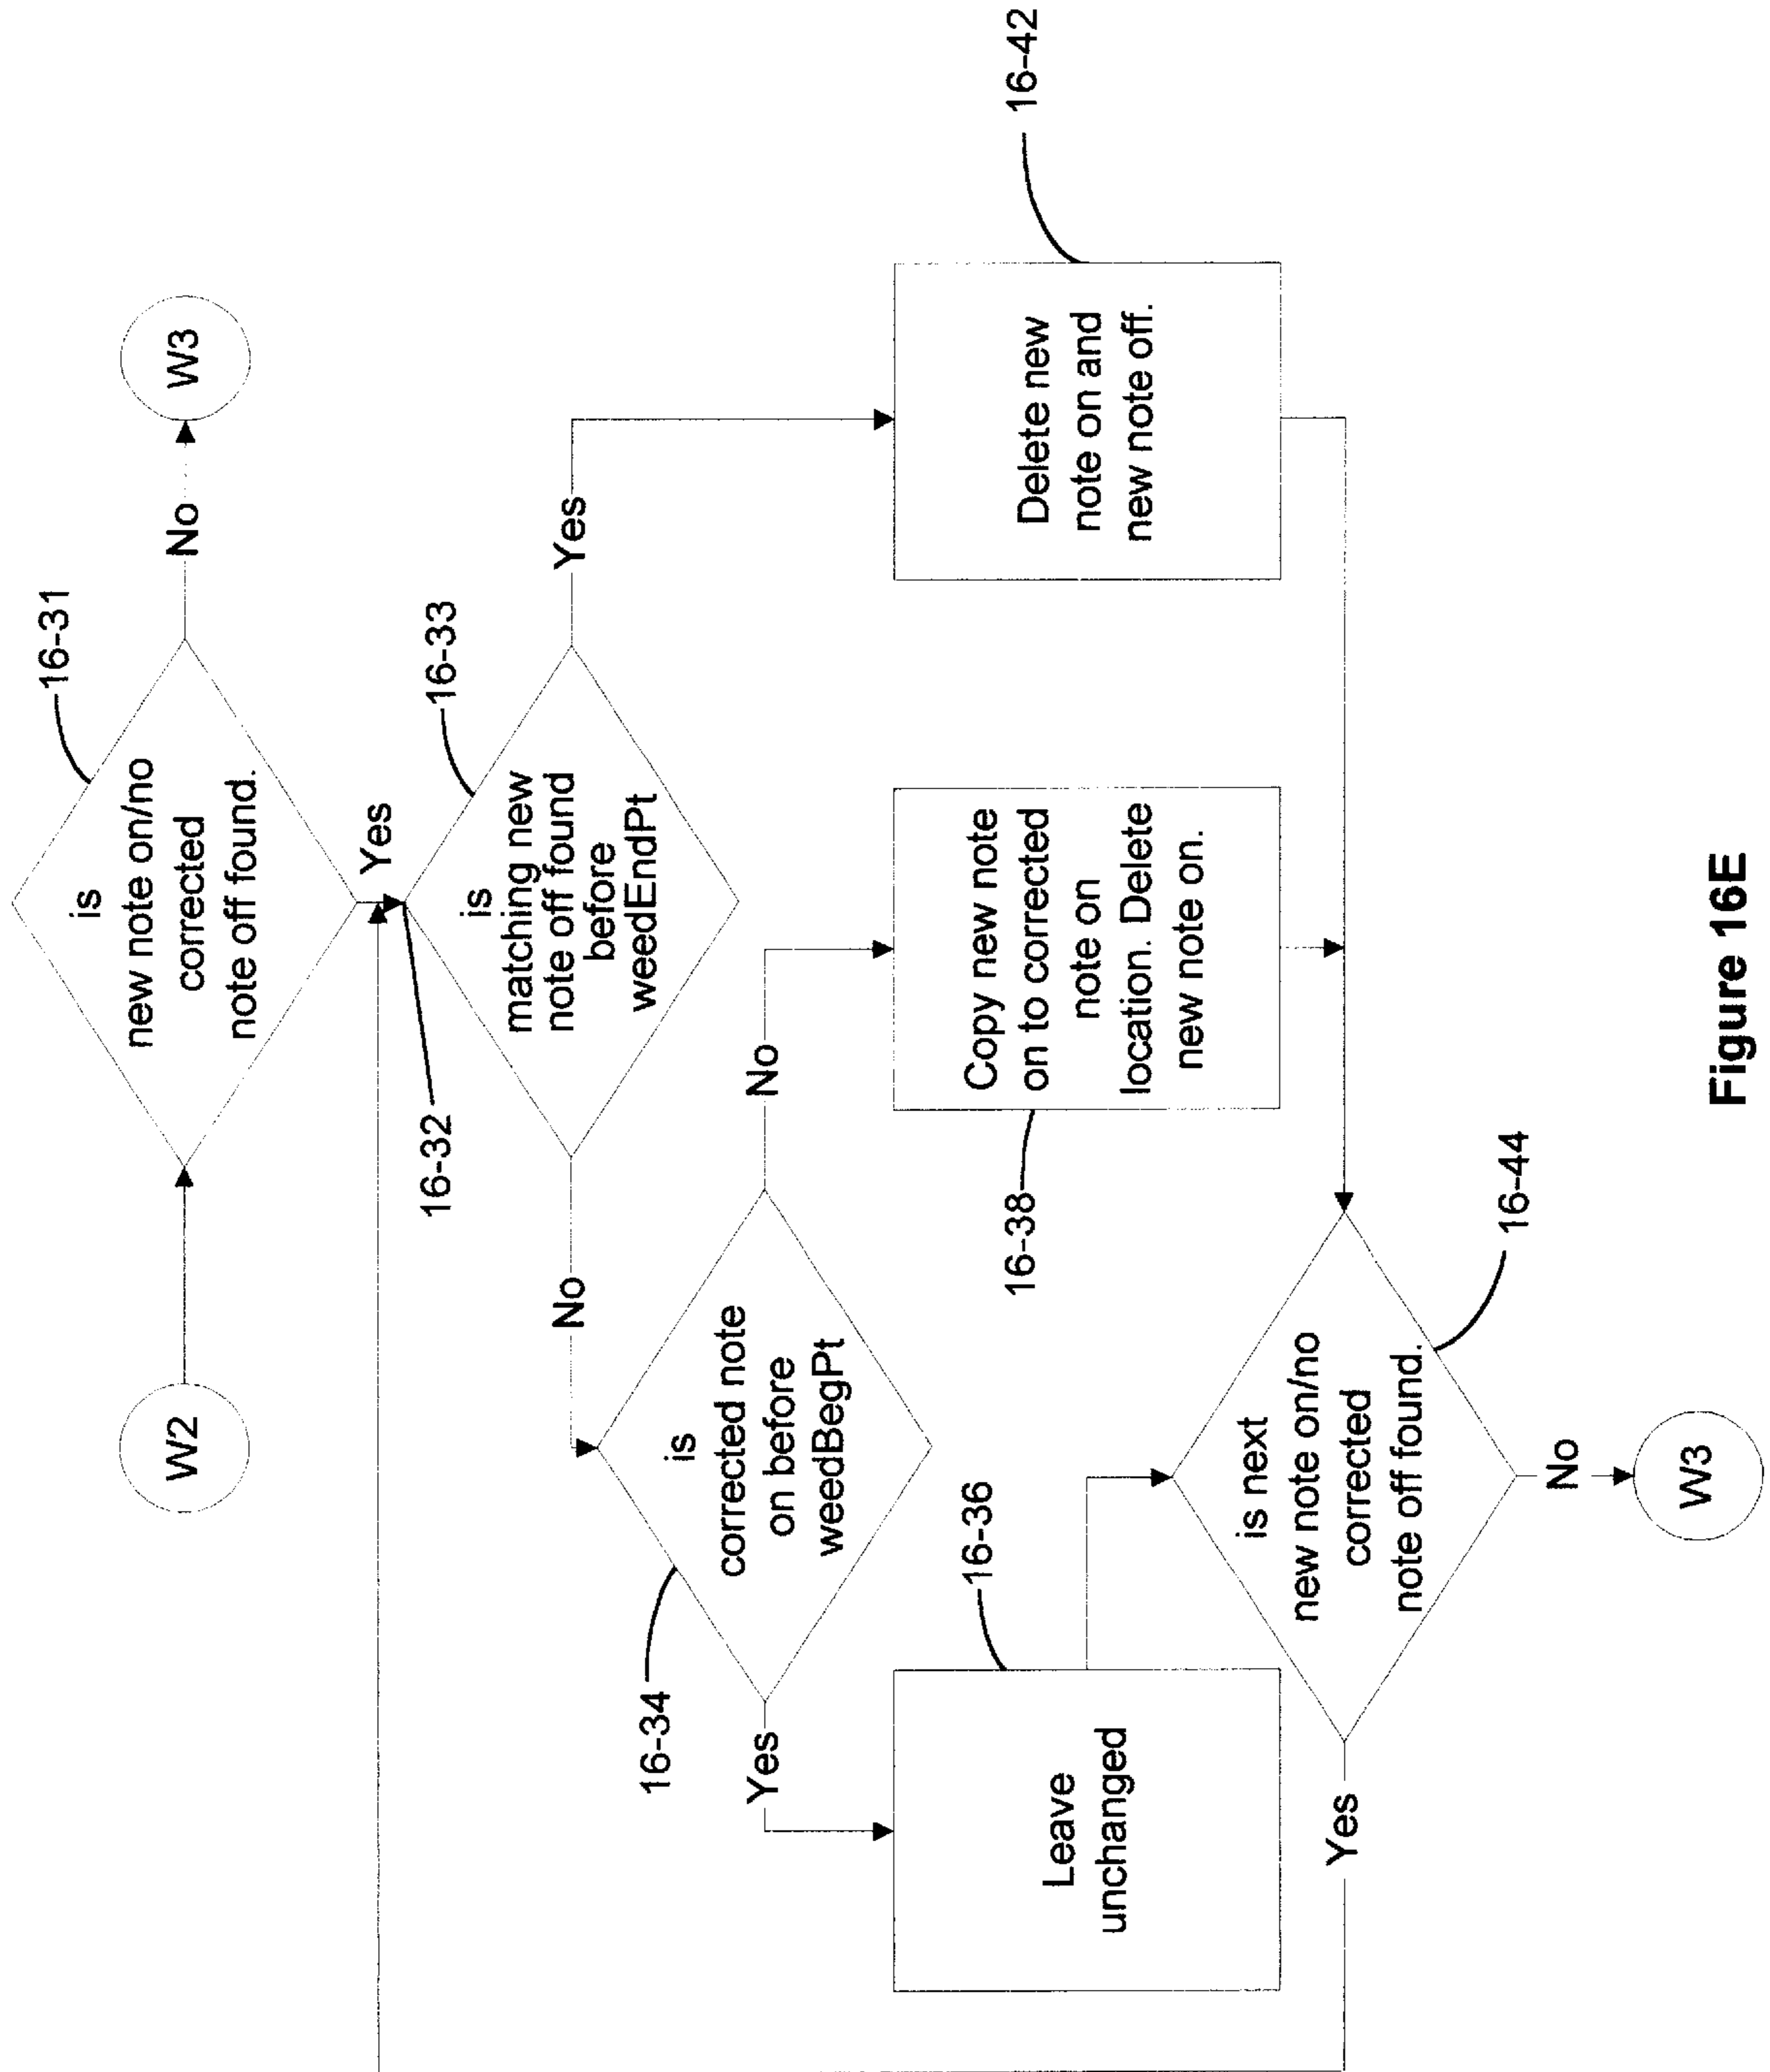 W2
is
new note on/no
corrected
note off found.
16-31
No
W3
Yes
16-32
is
matching new
note off found
before
weedEndPt
16-33
No
Yes
16-34
is
corrected note
on before
weedBegPt
Yes
No
Leave
unchanged
16-36
Copy new note
on to corrected
note on
location. Delete
new note on.
16-38
Delete new
note on and
new note off.
16-42
is next
new note on/no
corrected
note off found.
16-44
Yes
No
W3
Figure 16E